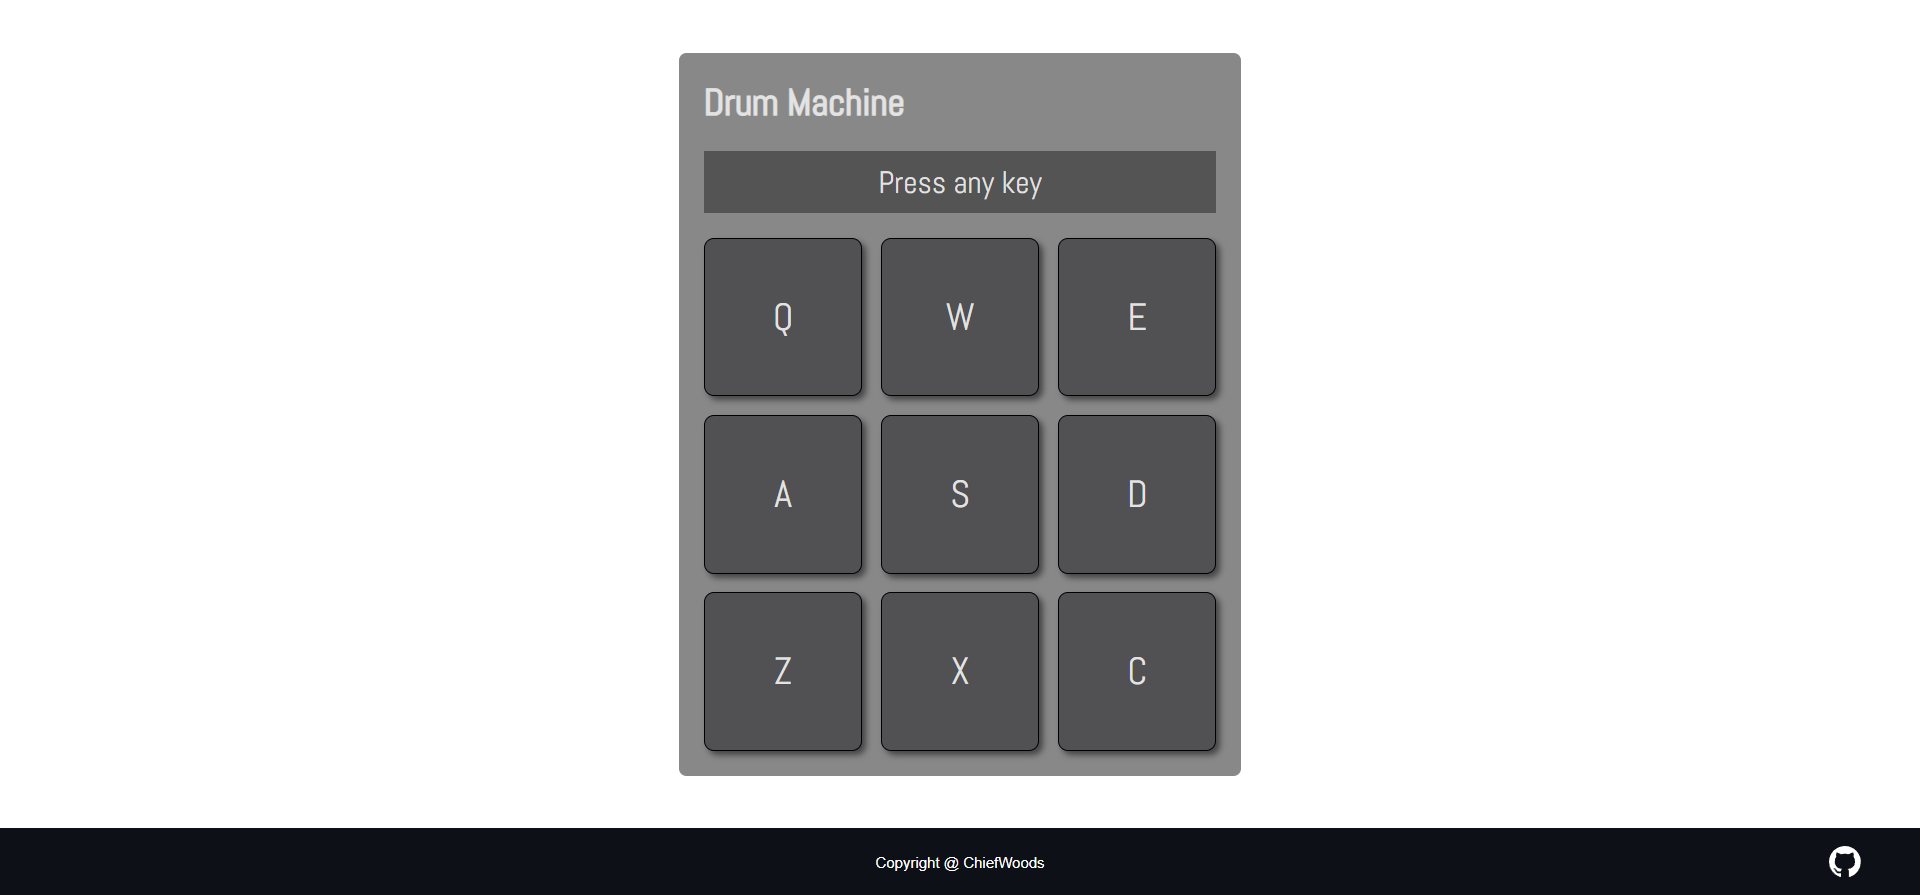 Drum Machine
Press any key
Q W E
A S D
Z X C
Copyright @ ChiefWoods